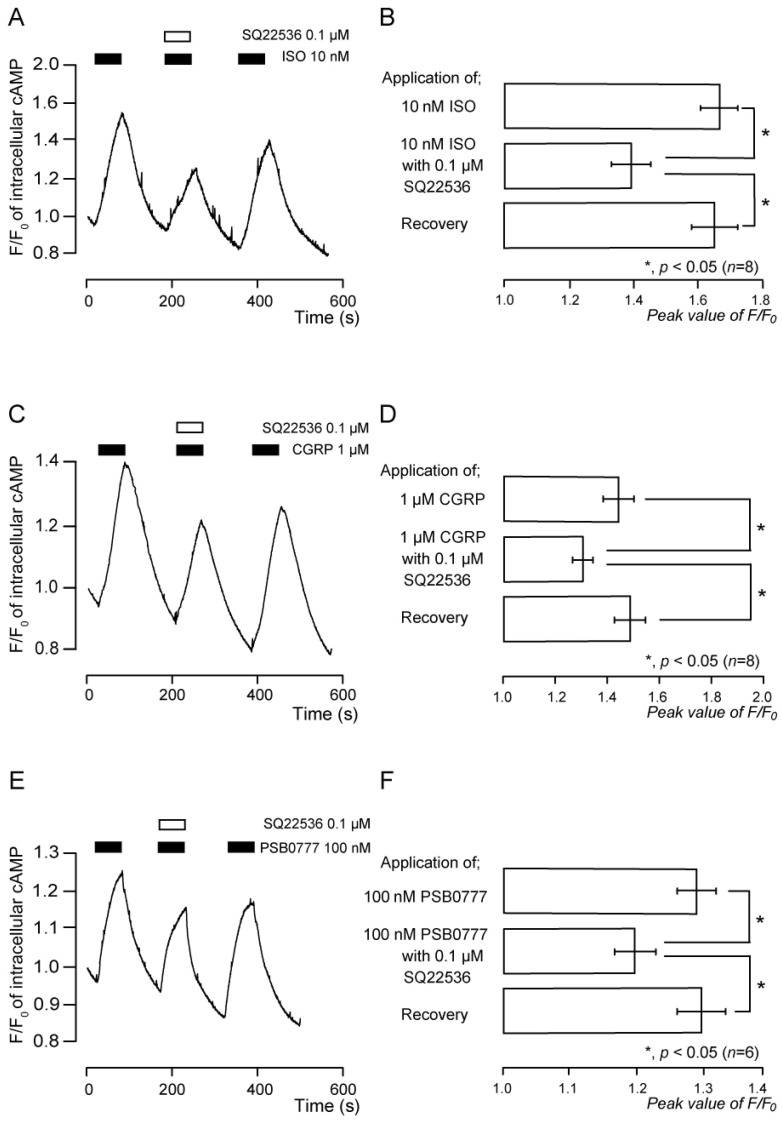 A
SQ22536 0.1 µM
ISO 10 nM
F/F0 of intracellular cAMP
2.0
1.6
1.4
1.2
1.0
0.8
0
200
400
600
Time (s)
B
Application of;
10 nM ISO
10 nM ISO
with 0.1 µM
SQ22536
Recovery
*
*
*, p < 0.05 (n=8)
1.0
1.2
1.4
1.6
1.8
Peak value of F/F0
C
SQ22536 0.1 µM
CGRP 1 µM
F/F0 of intracellular cAMP
1.4
1.2
1.0
0.8
0
200
400
600
Time (s)
D
Application of;
1 µM CGRP
1 µM CGRP
with 0.1 µM
SQ22536
Recovery
*
*
*, p < 0.05 (n=8)
1.0
1.2
1.4
1.6
1.8
2.0
Peak value of F/F0
E
SQ22536 0.1 µM
PSB0777 100 nM
F/F0 of intracellular cAMP
1.3
1.2
1.1
1.0
0.9
0.8
0
200
400
600
Time (s)
F
Application of;
100 nM PSB0777
100 nM PSB0777
with 0.1 µM
SQ22536
Recovery
*
*
*, p < 0.05 (n=6)
1.0
1.1
1.2
1.3
1.4
Peak value of F/F0